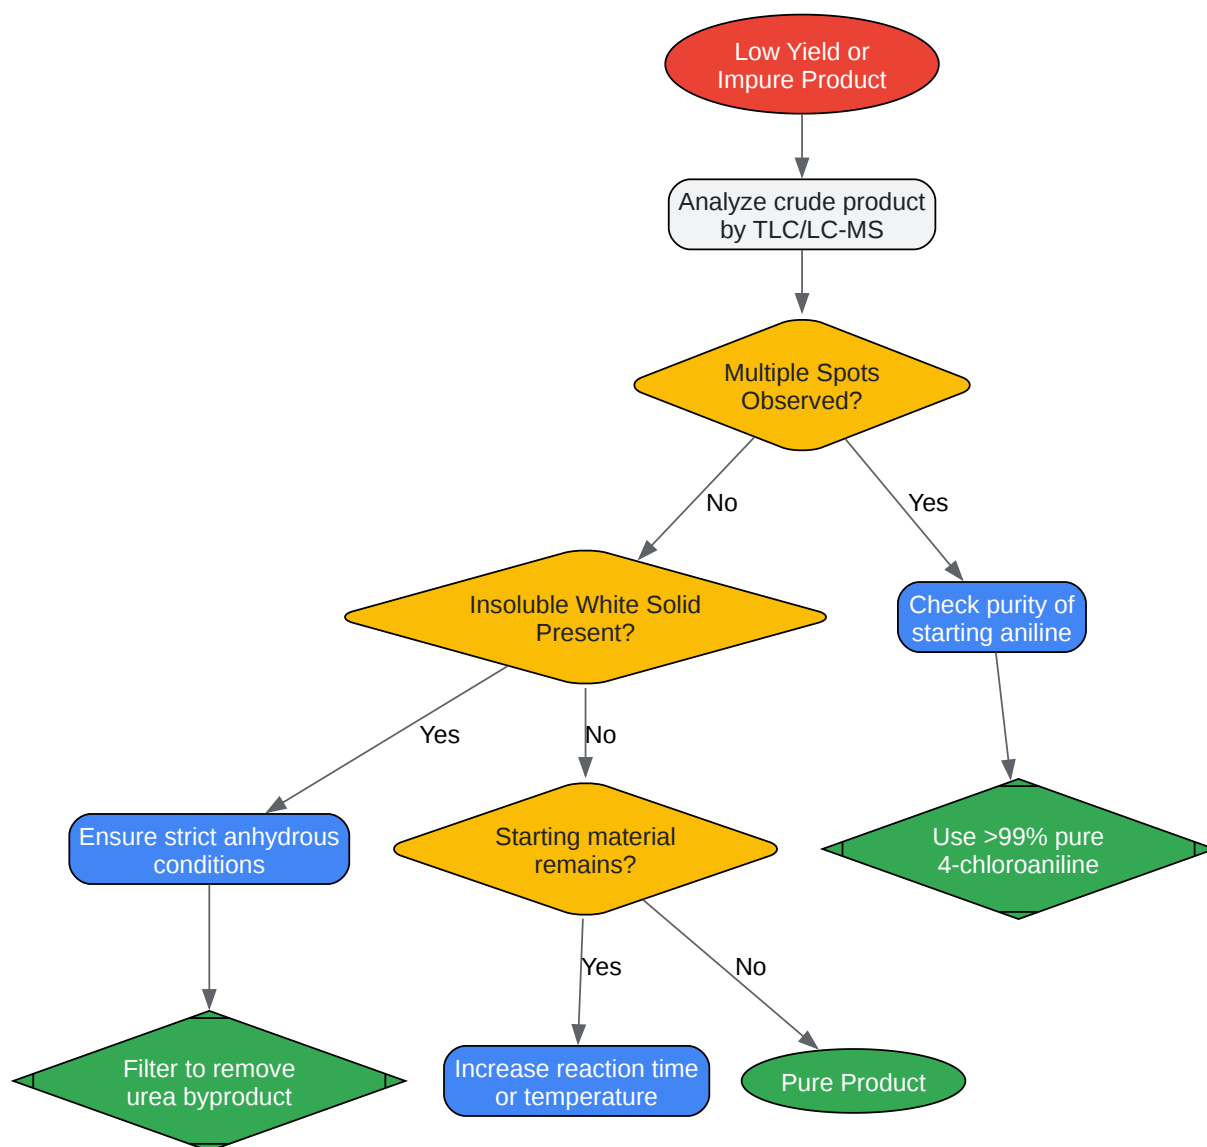 Low Yield or
Impure Product
Analyze crude product
by TLC/LC-MS
Multiple Spots
Observed?
No
Yes
Insoluble White Solid
Present?
Check purity of
starting aniline
Yes
No
Ensure strict anhydrous
conditions
Starting material
remains?
Use >99% pure
4-chloroaniline
Yes
No
Filter to remove
urea byproduct
Increase reaction time
or temperature
Pure Product